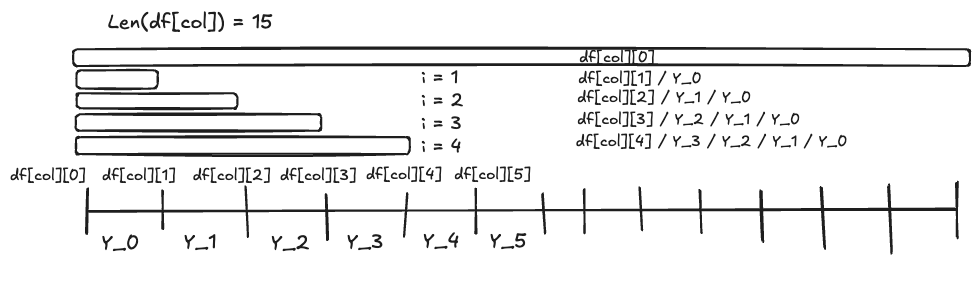 Len(df[col]) = 15
df[col][0]
i = 1 df[col][1] / Y_0
i = 2 df[col][2] / Y_1 / Y_0
i = 3 df[col][3] / Y_2 / Y_1 / Y_0
i = 4 df[col][4] / Y_3 / Y_2 / Y_1 / Y_0
df[col][0] df[col][1] df[col][2] df[col][3] df[col][4] df[col][5]
Y_0 Y_1 Y_2 Y_3 Y_4 Y_5